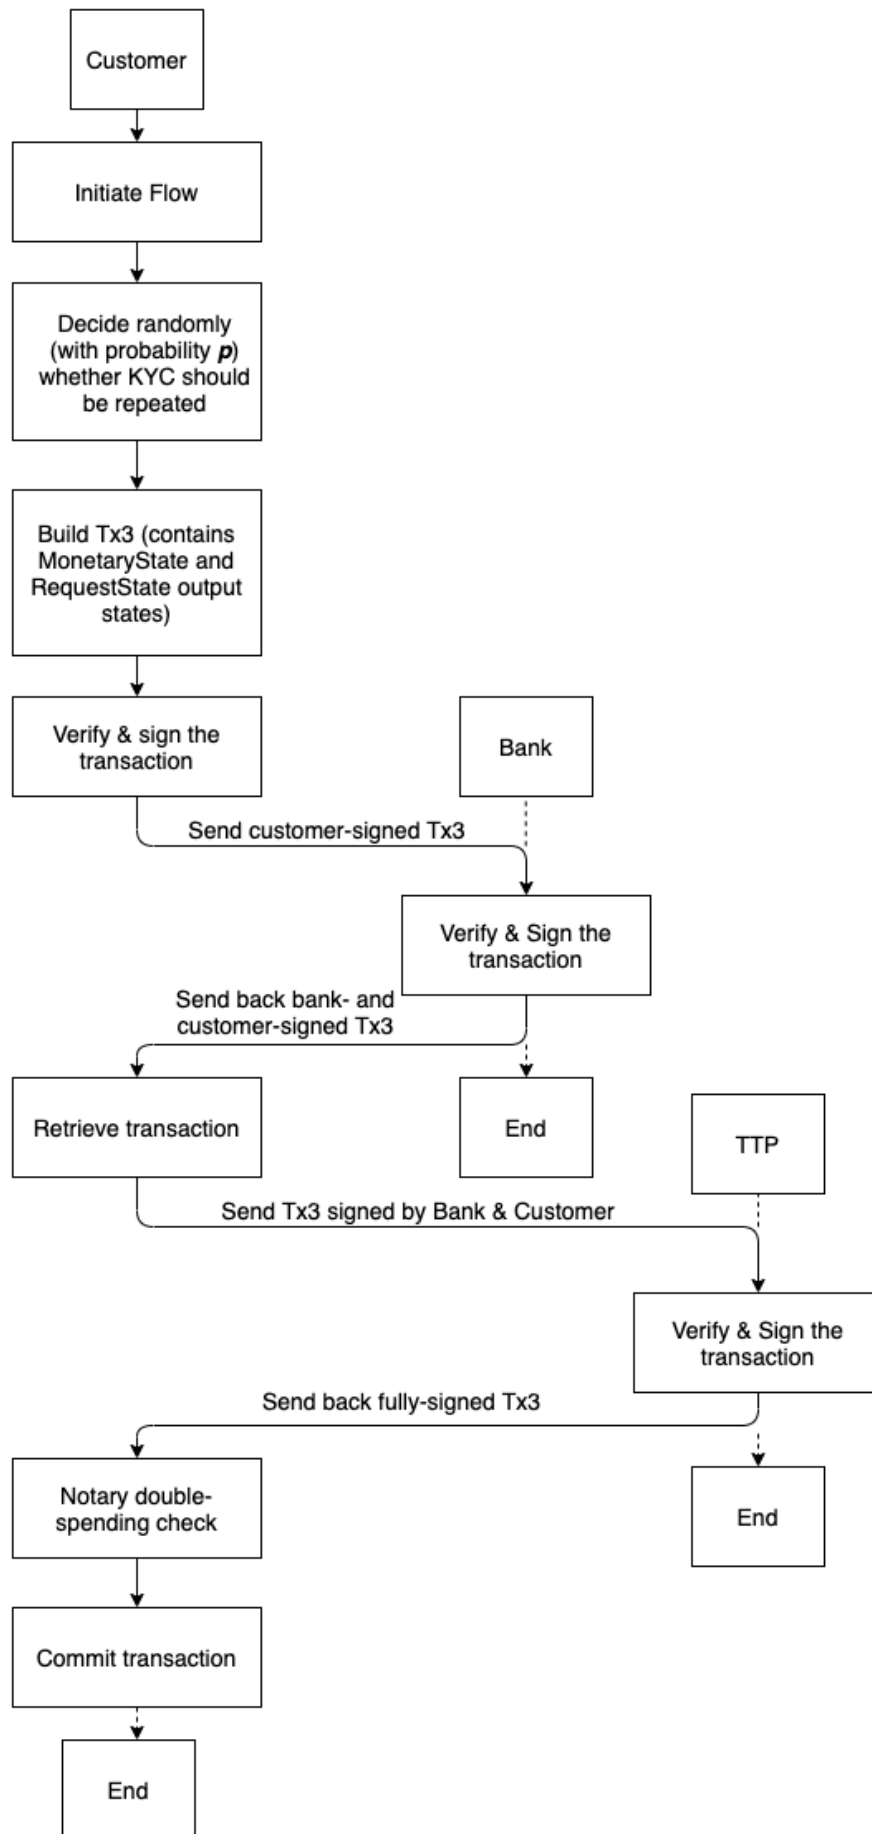 Customer
Initiate Flow
Decide randomly
(with probability p)
whether KYC should
be repeated
Build Tx3 (contains
MonetaryState and
RequestState output
states)
Verify & sign the
transaction
Bank
Send customer-signed Tx3
Verify & Sign the
transaction
Send back bank- and
customer-signed Tx3
Retrieve transaction
End
TTP
Send Tx3 signed by Bank & Customer
Verify & Sign the
transaction
Send back fully-signed Tx3
Notary double-
spending check
End
Commit transaction
End